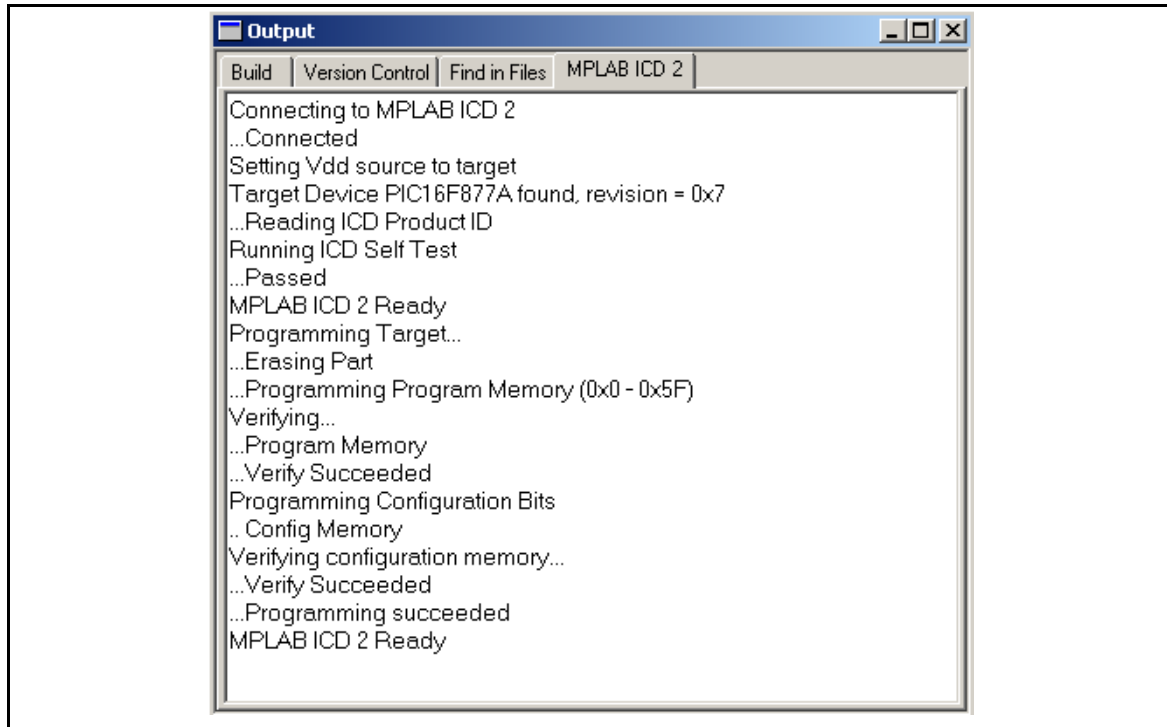 Output
Build Version Control Find in Files MPLAB ICD 2
Connecting to MPLAB ICD 2
...Connected
Setting Vdd source to target
Target Device PIC16F877A found, revision = 0x7
...Reading ICD Product ID
Running ICD Self Test
...Passed
MPLAB ICD 2 Ready
Programming Target...
...Erasing Part
...Programming Program Memory (0x0 - 0x5F)
Verifying...
...Program Memory
...Verify Succeeded
Programming Configuration Bits
.. Config Memory
Verifying configuration memory...
...Verify Succeeded
...Programming succeeded
MPLAB ICD 2 Ready